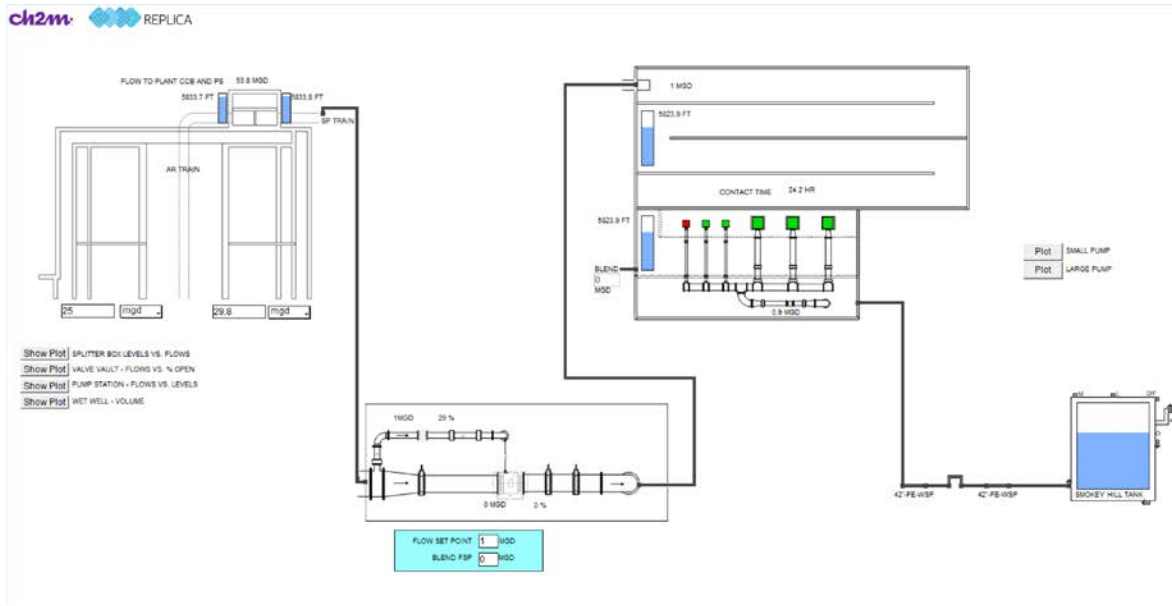 ch2m: REPLICA
FLOW TO PLANT CCB AND PS 53.8 MGD
5833.7 FT
5833.8 FT
SP TRAIN
AR TRAIN
25 mgd
29.8 mgd
Show Plot SPLITTER BOX LEVELS VS. FLOWS
Show Plot VALVE VAULT - FLOWS VS. % OPEN
Show Plot PUMP STATION - FLOWS VS. LEVELS
Show Plot WET WELL - VOLUME
1MGD 29 %
0 MGD 0 %
FLOW SET POINT 1 MGD
BLEND FSP 0 MGD
1 MGD
5823.9 FT
CONTACT TIME 24.2 HR
5823.9 FT
BLEND
0
MGD
0.9 MGD
Plot SMALL PUMP
Plot LARGE PUMP
42"-FE-WSP
42"-FE-WSP
SMOKEY HILL TANK